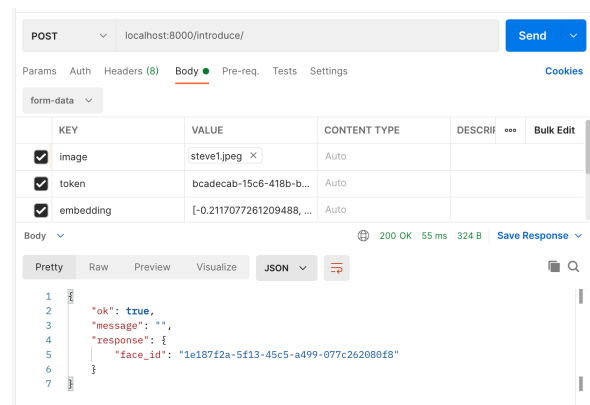 POST localhost:8000/introduce/ Send
Params Auth Headers (8) Body Pre-req. Tests Settings Cookies
form-data
KEY VALUE CONTENT TYPE DESCRIF ooo Bulk Edit
image steve1.jpeg × Auto
token bcadecab-15c6-418b-b... Auto
embedding [-0.2117077261209488, ... Auto
Body 200 OK 55 ms 324 B Save Response
Pretty Raw Preview Visualize JSON
1 {
2 "ok": true,
3 "message": "",
4 "response": {
5 "face_id": "1e187f2a-5f13-45c5-a499-077c262080f8"
6 }
7 }